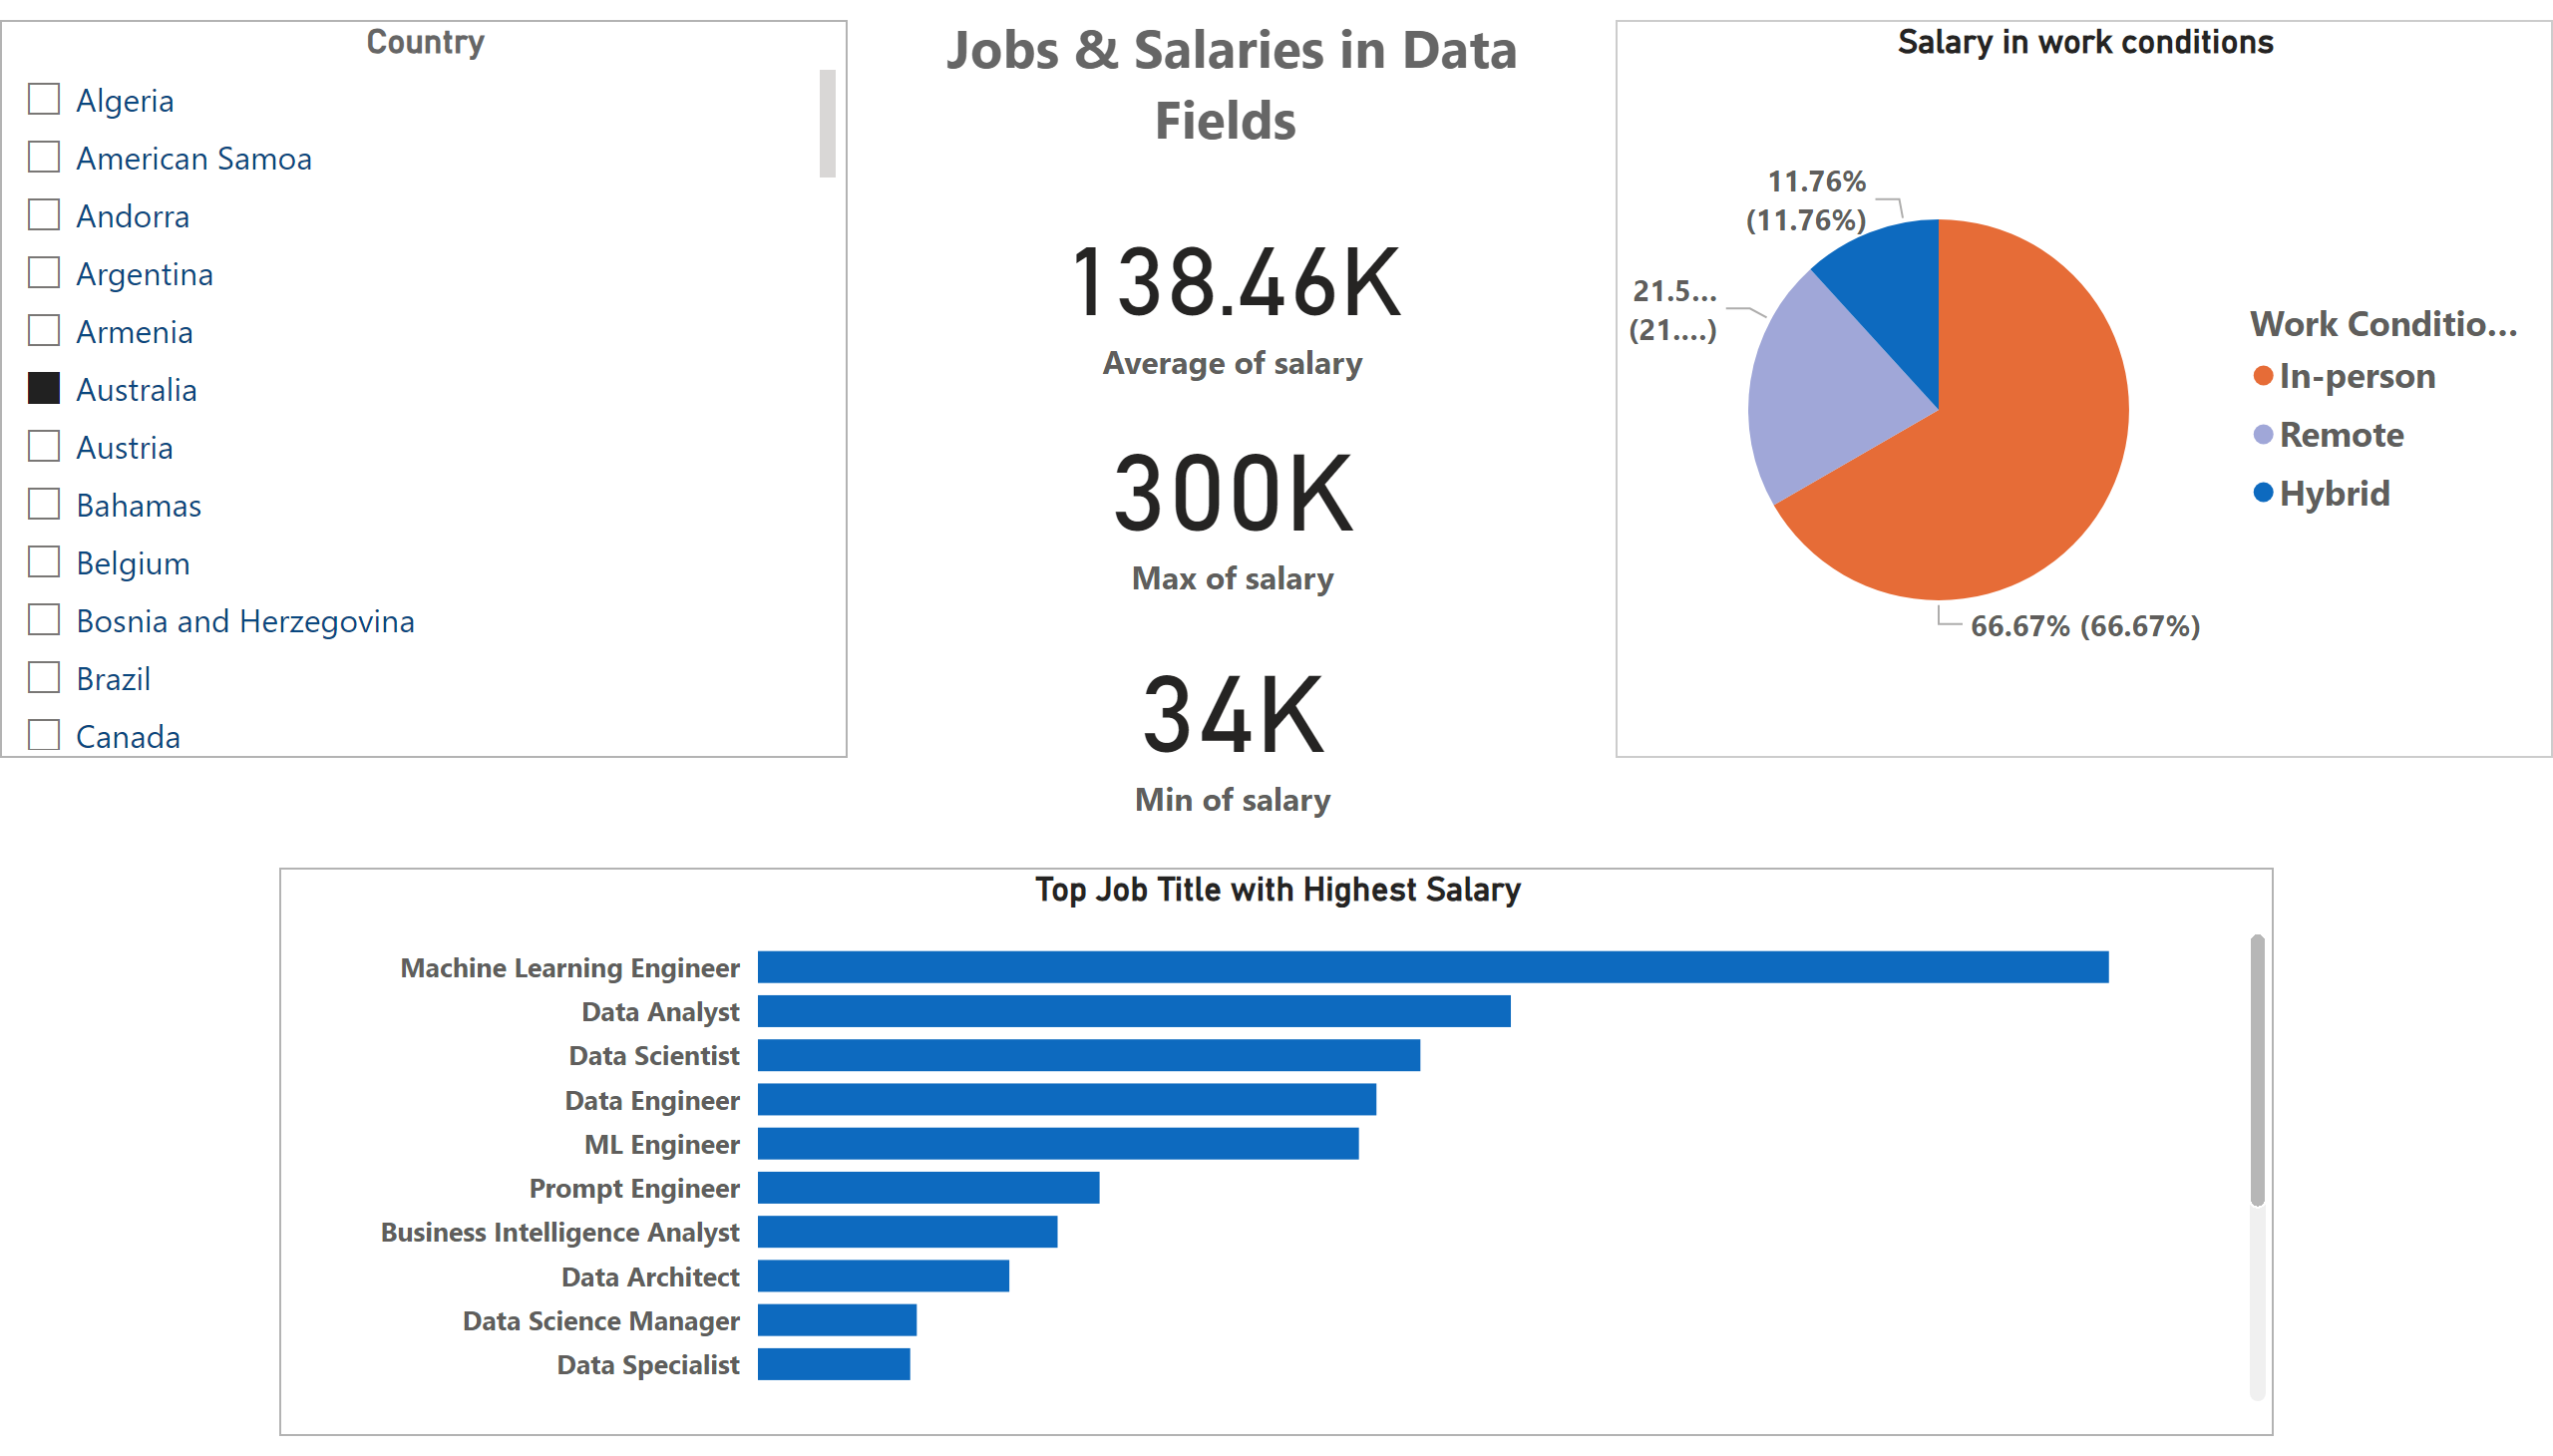 Country
Algeria
American Samoa
Andorra
Argentina
Armenia
Australia
Austria
Bahamas
Belgium
Bosnia and Herzegovina
Brazil
Canada
Jobs & Salaries in Data
Fields
138.46K
Average of salary
300K
Max of salary
34K
Min of salary
Salary in work conditions
11.76%
(11.76%)
21.5...
(21....)
66.67% (66.67%)
Work Conditio...
In-person
Remote
Hybrid
Top Job Title with Highest Salary
Machine Learning Engineer
Data Analyst
Data Scientist
Data Engineer
ML Engineer
Prompt Engineer
Business Intelligence Analyst
Data Architect
Data Science Manager
Data Specialist